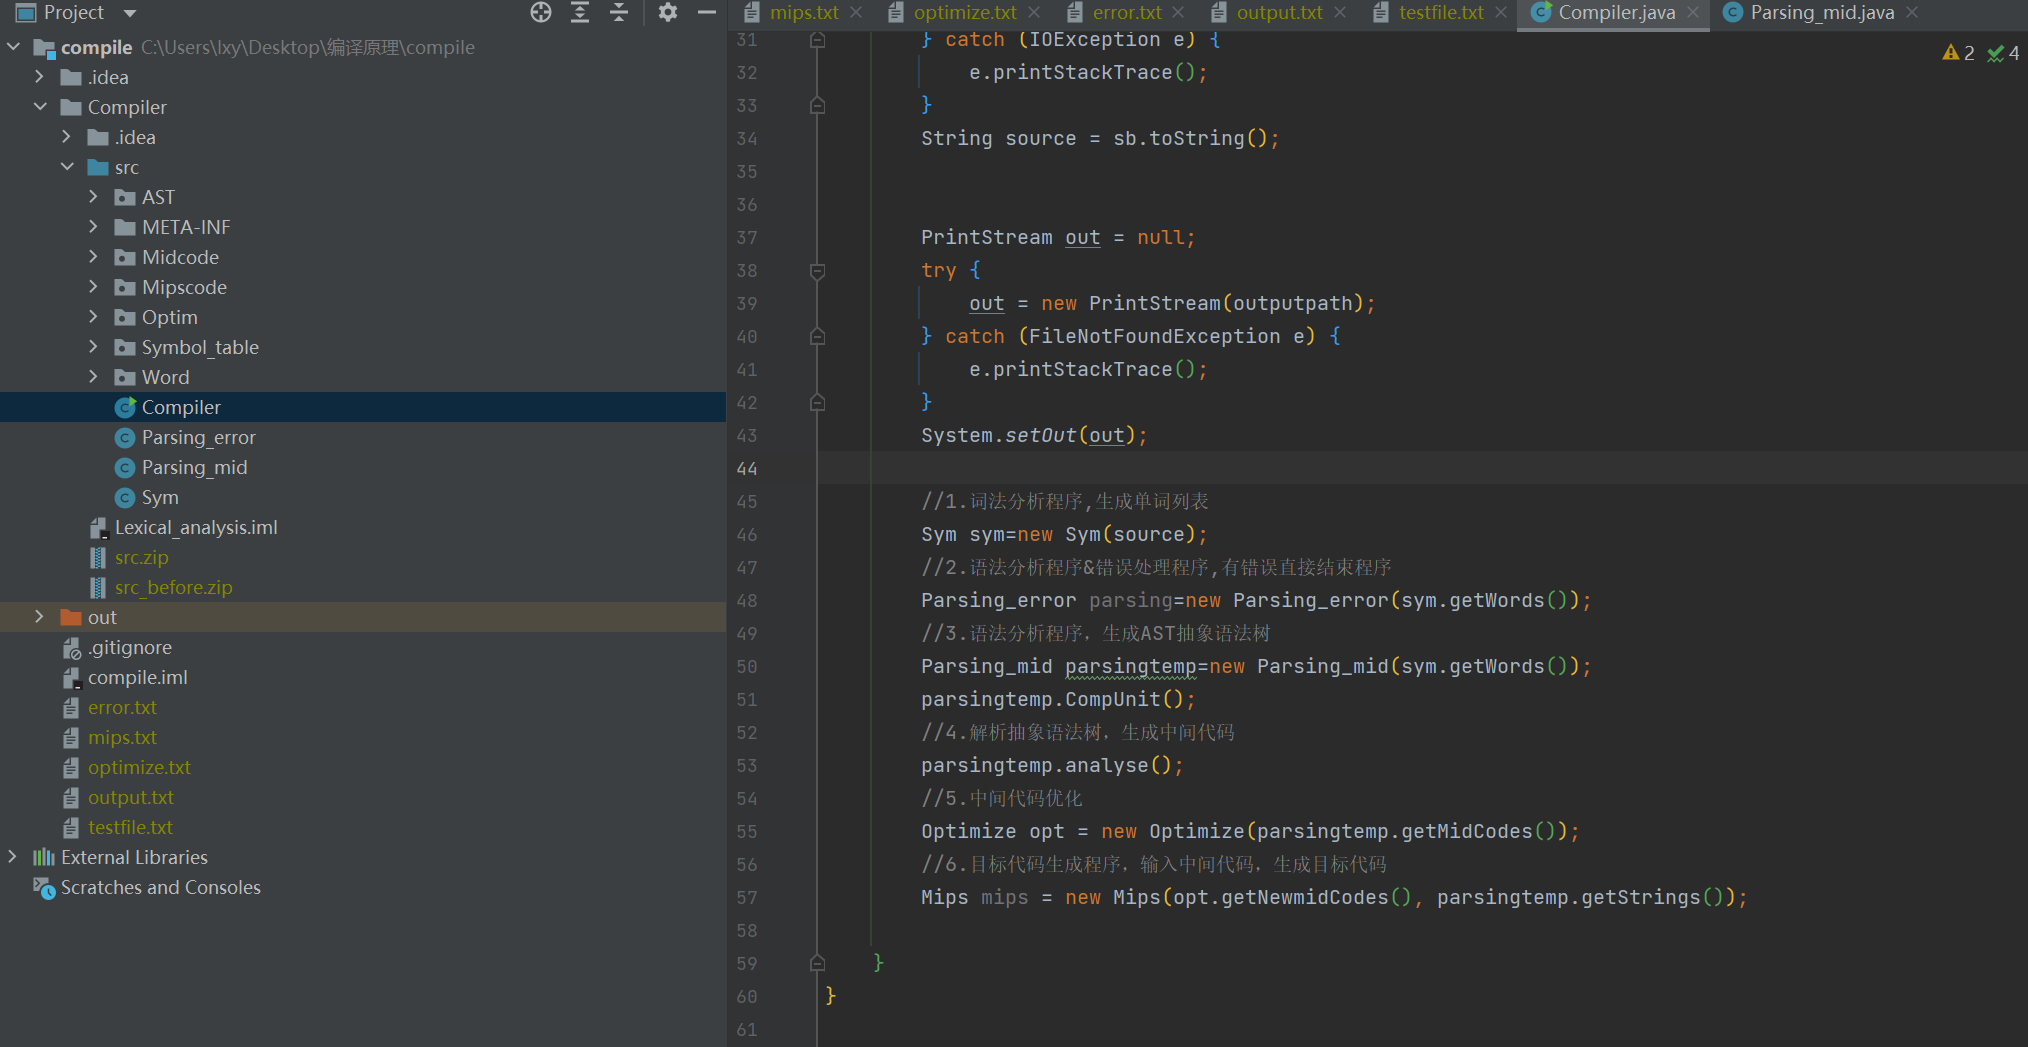 Project
compile C:\Users\lxy\Desktop\编译原理\compile
.idea
Compiler
.idea
src
AST
META-INF
Midcode
Mipscode
Optim
Symbol_table
Word
Compiler
Parsing_error
Parsing_mid
Sym
Lexical_analysis.iml
src.zip
src_before.zip
out
.gitignore
compile.iml
error.txt
mips.txt
optimize.txt
output.txt
testfile.txt
External Libraries
Scratches and Consoles
mips.txt optimize.txt error.txt output.txt testfile.txt Compiler.java Parsing_mid.java
2 4
31 } catch (IOException e) {
32 e.printStackTrace();
33 }
34 String source = sb.toString();
35
36
37 PrintStream out = null;
38 try {
39 out = new PrintStream(outputpath);
40 } catch (FileNotFoundException e) {
41 e.printStackTrace();
42 }
43 System.setOut(out);
44
45 //1.词法分析程序,生成单词列表
46 Sym sym=new Sym(source);
47 //2.语法分析程序&错误处理程序,有错误直接结束程序
48 Parsing_error parsing=new Parsing_error(sym.getWords());
49 //3.语法分析程序，生成AST抽象语法树
50 Parsing_mid parsingtemp=new Parsing_mid(sym.getWords());
51 parsingtemp.CompUnit();
52 //4.解析抽象语法树，生成中间代码
53 parsingtemp.analyse();
54 //5.中间代码优化
55 Optimize opt = new Optimize(parsingtemp.getMidCodes());
56 //6.目标代码生成程序，输入中间代码，生成目标代码
57 Mips mips = new Mips(opt.getNewmidCodes(), parsingtemp.getStrings());
58
59 }
60 }
61